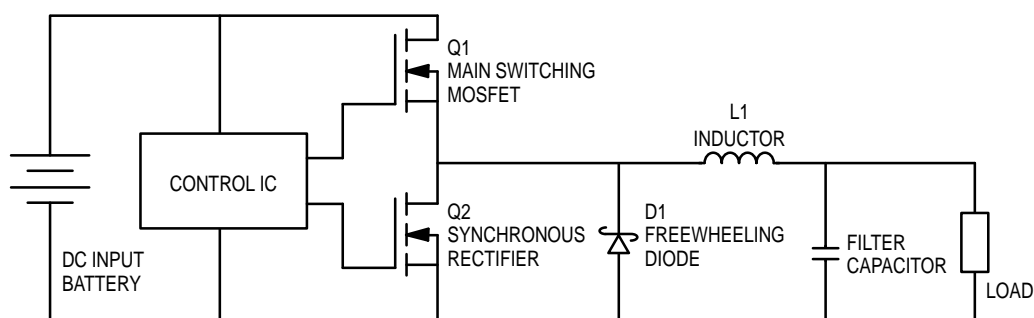 Q1
MAIN SWITCHING
MOSFET
L1
INDUCTOR
CONTROL IC
Q2
SYNCHRONOUS
RECTIFIER
D1
FREEWHEELING
DIODE
DC INPUT
BATTERY
FILTER
CAPACITOR
LOAD